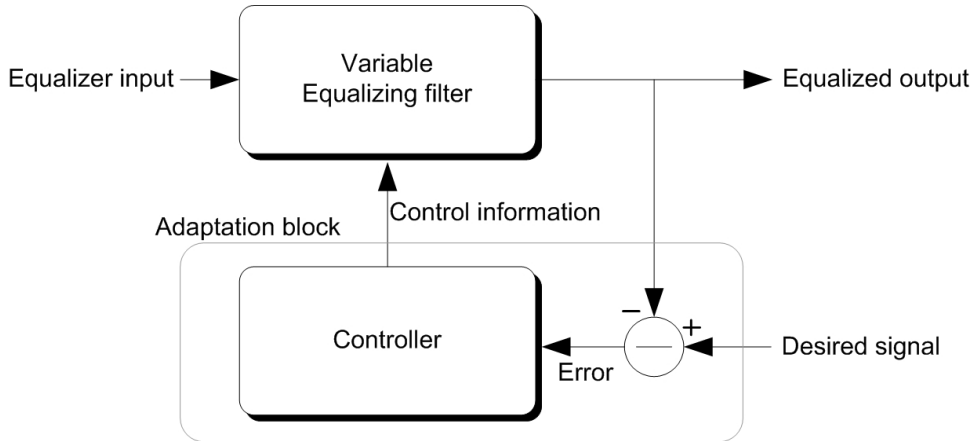 Variable
Equalizing filter
Equalizer input
Equalized output
Control information
Adaptation block
Controller
Error
−
+
—
Desired signal